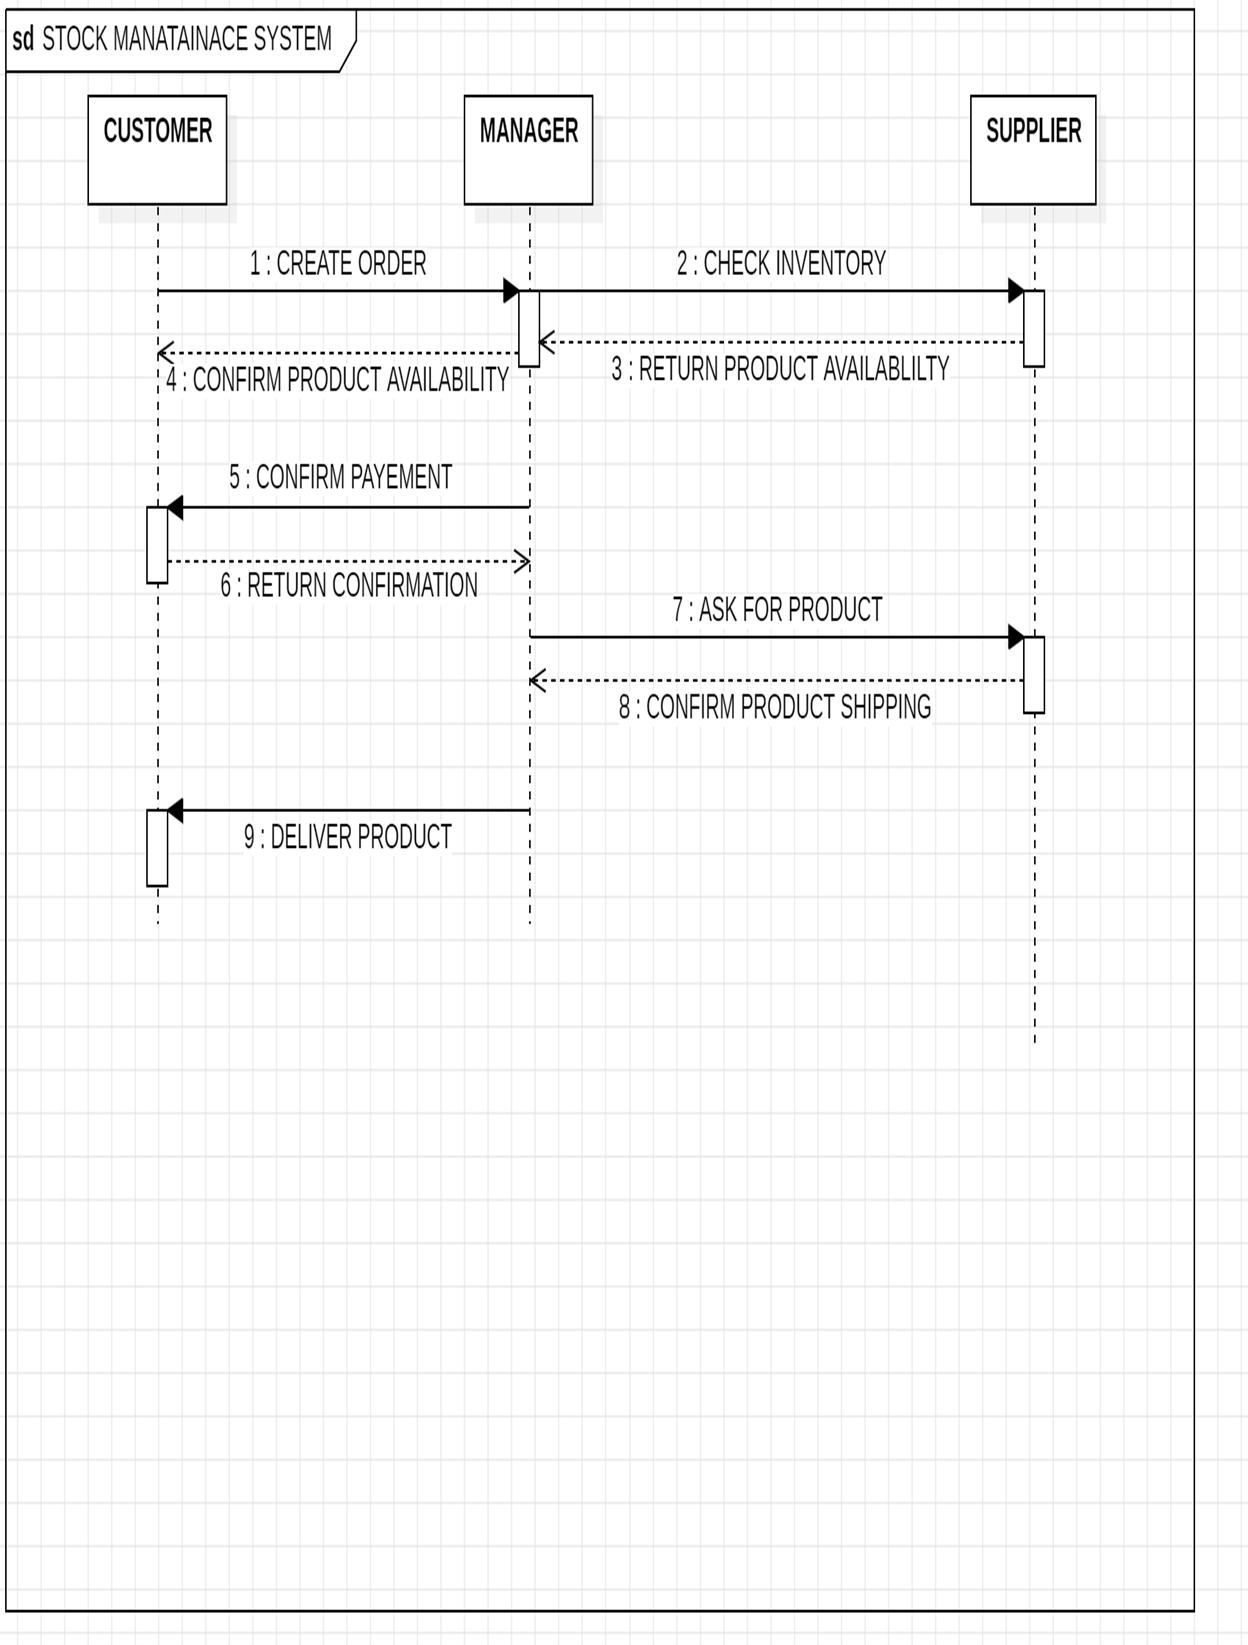 sd STOCK MANATAINACE SYSTEM
CUSTOMER
MANAGER
SUPPLIER
1 : CREATE ORDER
2 : CHECK INVENTORY
3 : RETURN PRODUCT AVAILABLILTY
4 : CONFIRM PRODUCT AVAILABILITY
5 : CONFIRM PAYEMENT
6 : RETURN CONFIRMATION
7 : ASK FOR PRODUCT
8 : CONFIRM PRODUCT SHIPPING
9 : DELIVER PRODUCT